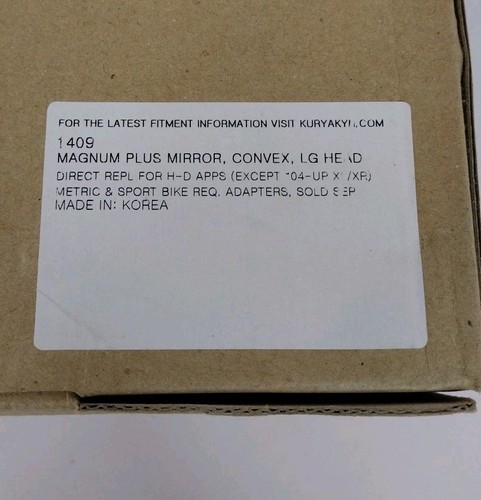 FOR THE LATEST FITMENT INFORMATION VISIT KURYAKYN.COM
1409
MAGNUM PLUS MIRROR, CONVEX, LG HEAD
DIRECT REPL FOR H-D APPS (EXCEPT '04-UP XL/XR)
METRIC & SPORT BIKE REQ. ADAPTERS, SOLD SEP
MADE IN: KOREA